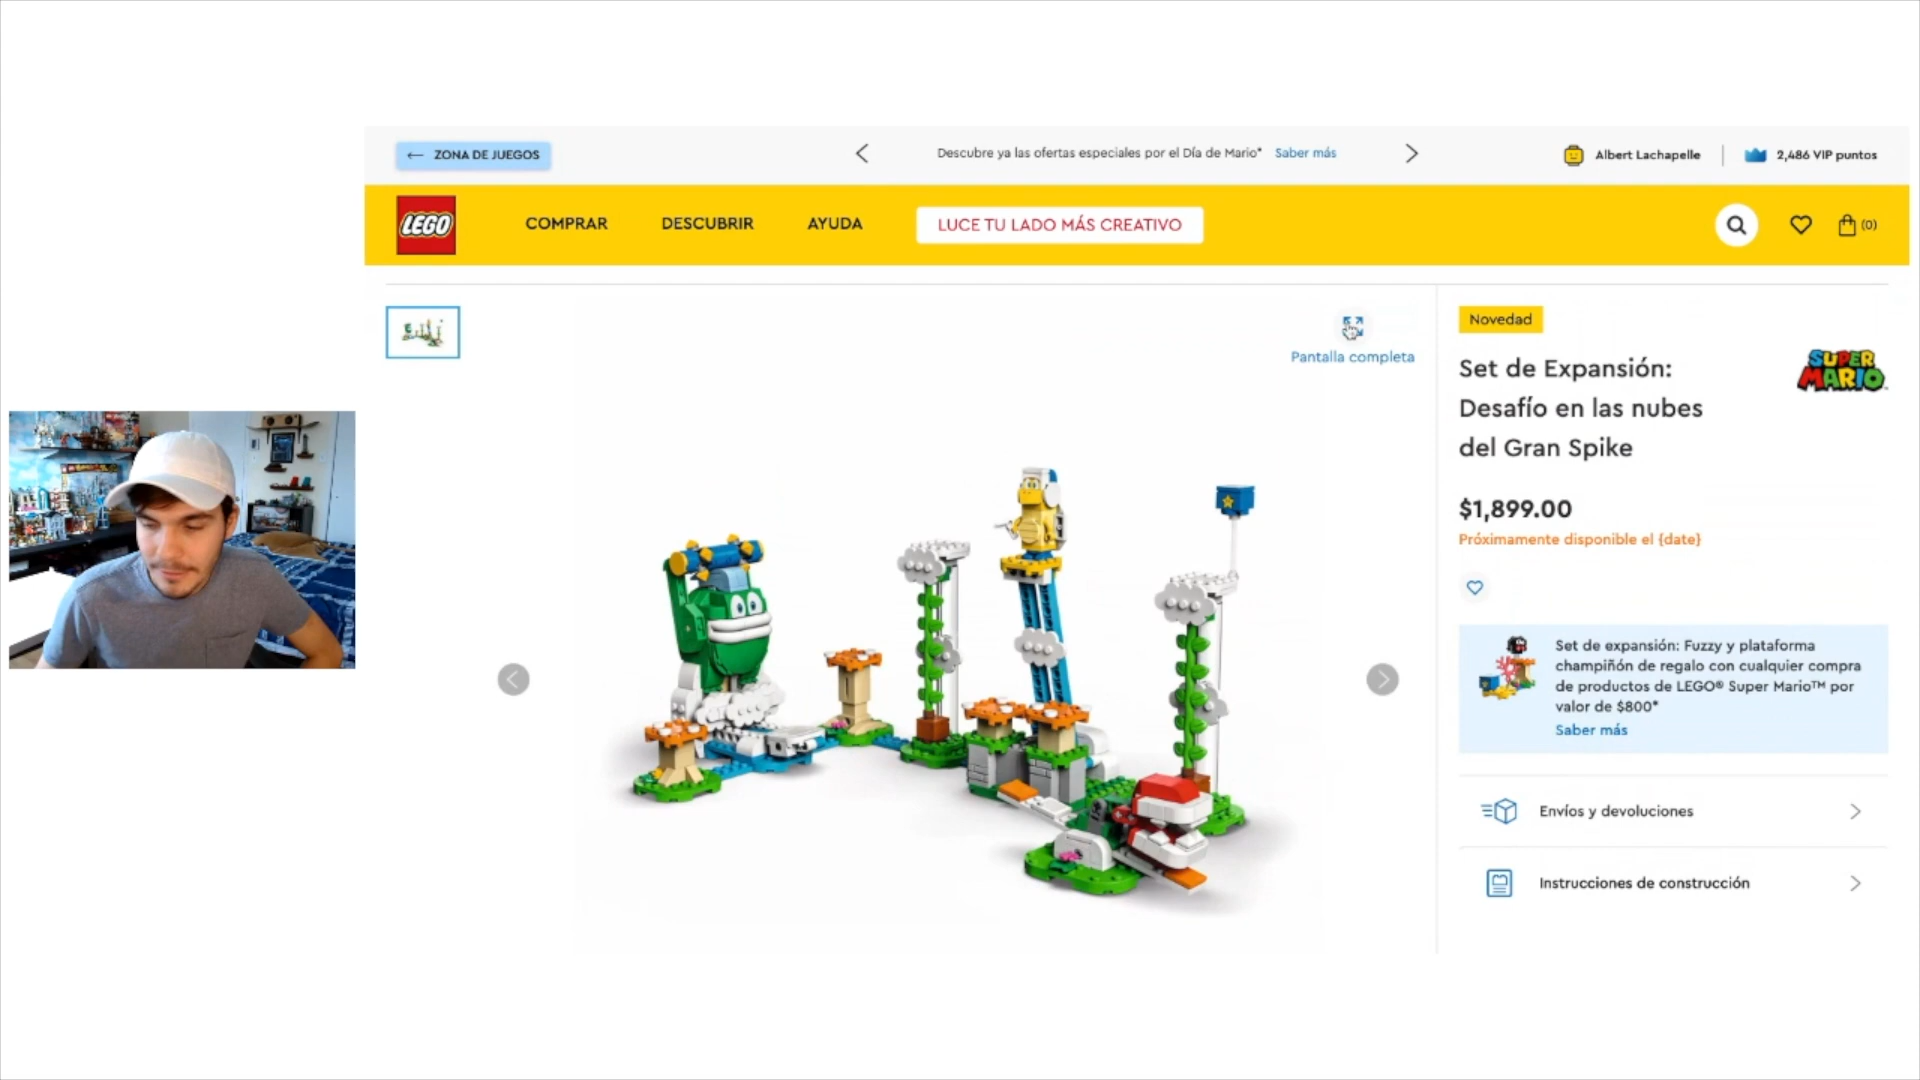 ZONA DE JUEGOS
Descubre ya las ofertas especiales por el Día de Mario* Saber más
Albert Lachapelle
2,486 VIP puntos
LEGO
COMPRAR
DESCUBRIR
AYUDA
LUCE TU LADO MÁS CREATIVO
(0)
Pantalla completa
Novedad
SUPER
MARIO
Set de Expansión:
Desafío en las nubes
del Gran Spike
$1,899.00
Próximamente disponible el {date}
Set de expansión: Fuzzy y plataforma
champiñón de regalo con cualquier compra
de productos de LEGO® Super Mario™ por
valor de $800*
Saber más
Envíos y devoluciones
Instrucciones de construcción